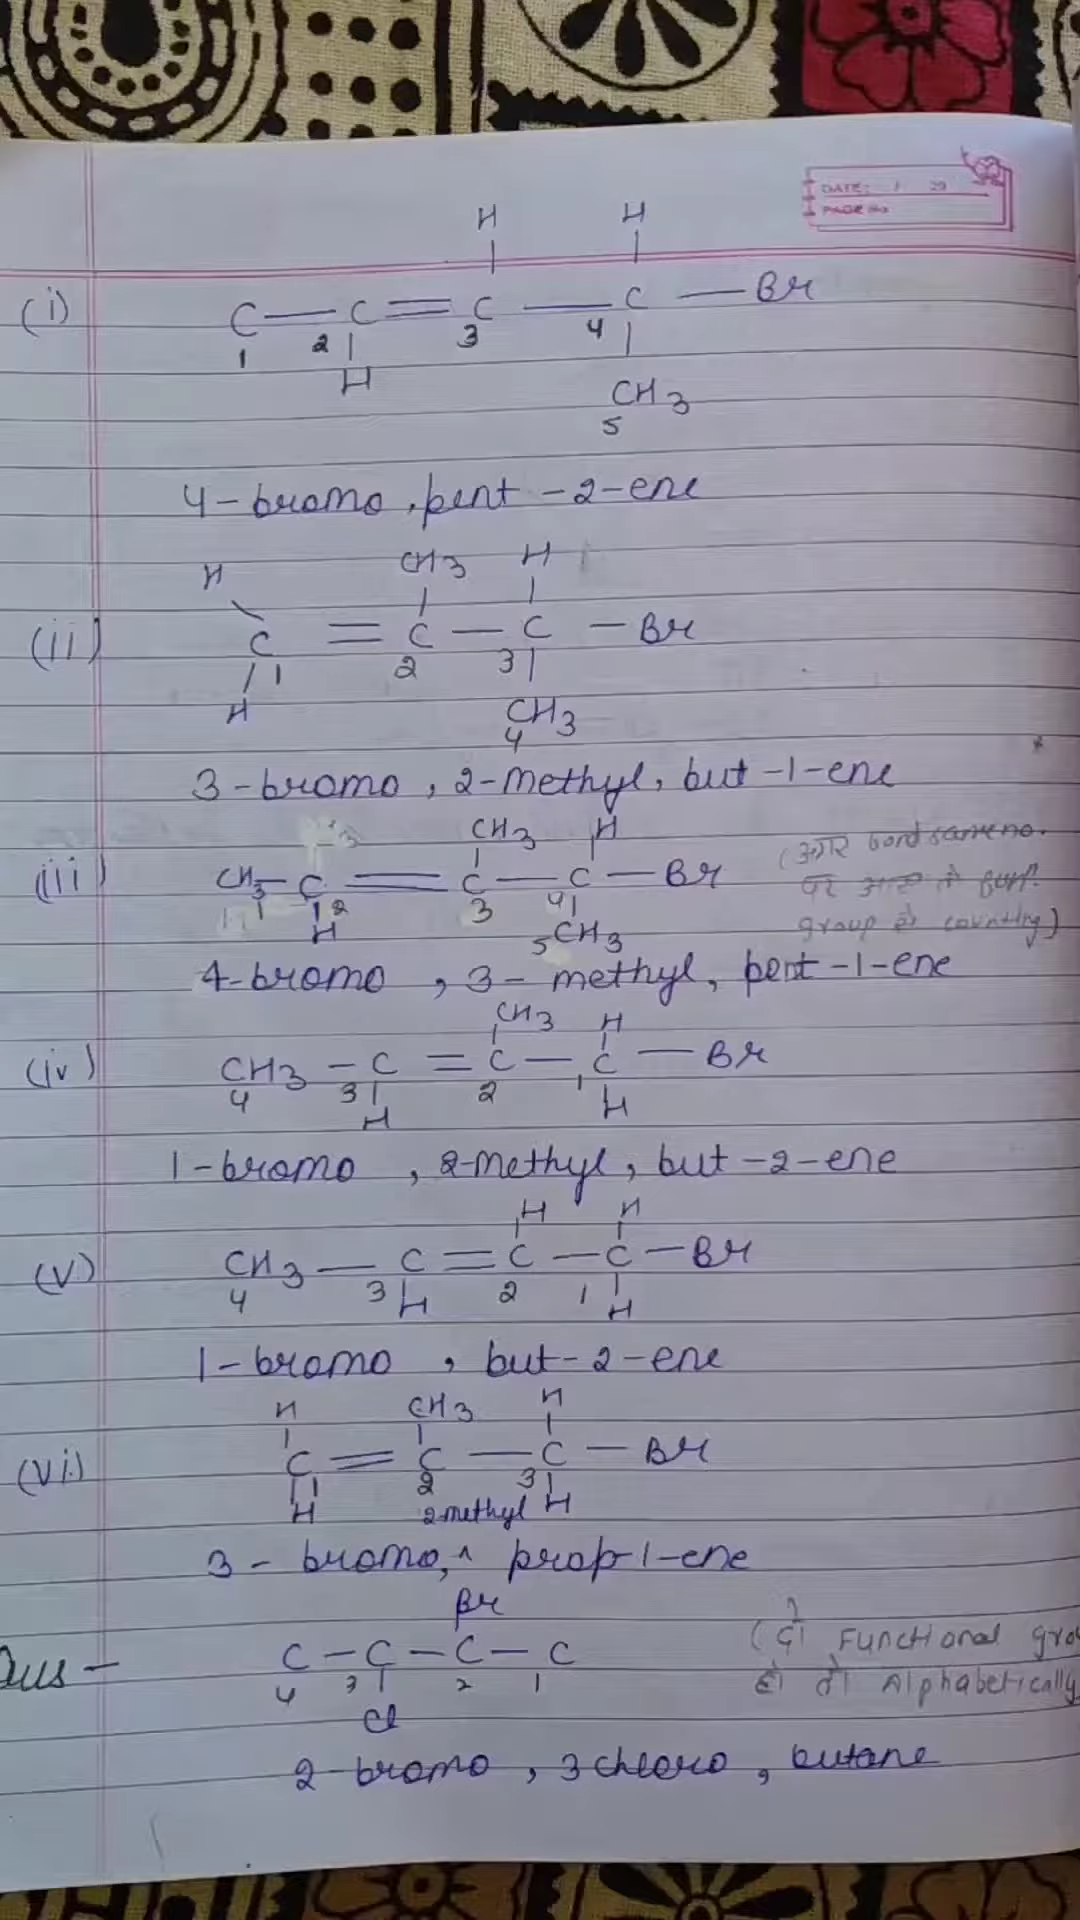 DATE: / 20
PAGE NO
H H
(i) C — C = C — C — Br
1 2 3 4
H
CH3
5
4-bromo, pent-2-ene
H CH3 H
(ii) C = C — C — Br
1 2 3
H CH3
4
3-bromo, 2-methyl, but-1-ene
CH3 H
(iii) CH3 — C = C — C — Br
1 2 3 4
H 5 CH3
(अगर bond same no.
पर
group से counting)
4-bromo, 3-methyl, pent-1-ene
CH3 H
(iv) CH3 — C = C — C — Br
4 3 2 1
H H
1-bromo, 2-methyl, but-2-ene
H H
(v) CH3 — C = C — C — Br
4 3 2 1
H H
1-bromo, but-2-ene
H CH3 H
(vi) C = C — C — Br
1 2 3
H 2methyl H
3-bromo, ^ prop-1-ene
Br
C — C — C — C
4 3 2 1
Cl
(दो Functional gro
Alphabetically
2-bromo, 3chloro, butane